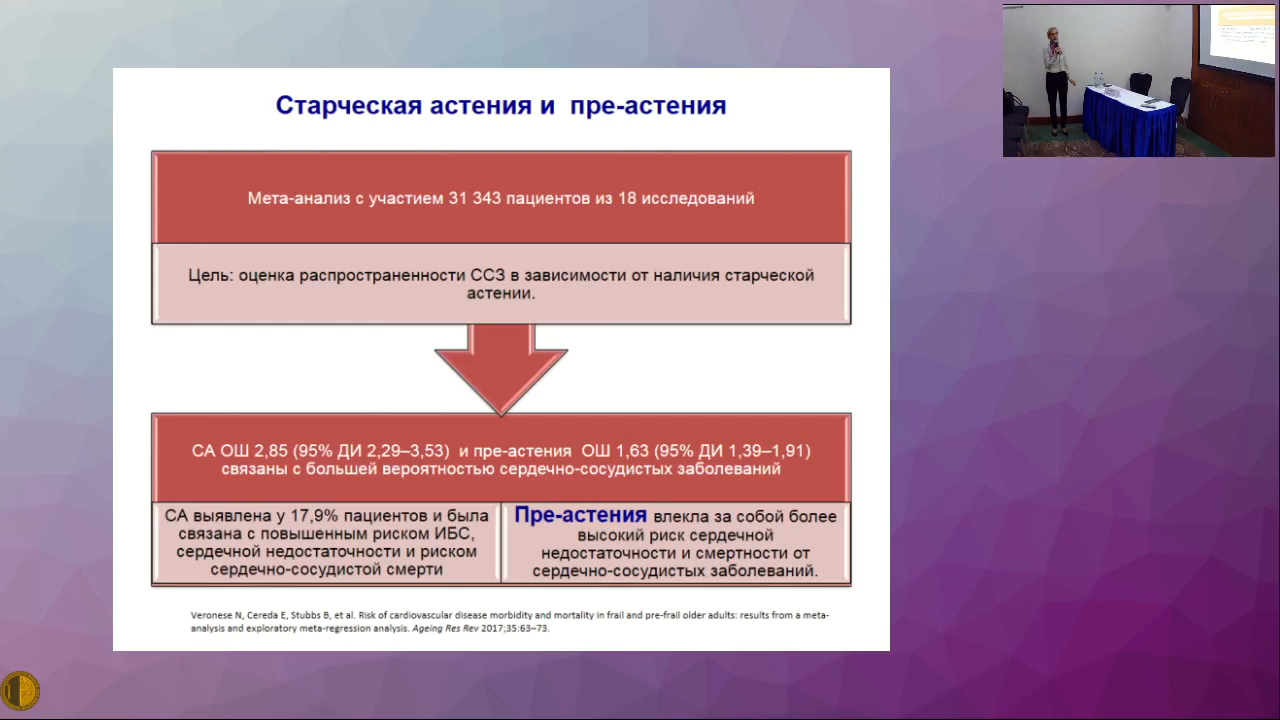 Старческая астения и пре-астения
Мета-анализ с участием 31 343 пациентов из 18 исследований
Цель: оценка распространенности ССЗ в зависимости от наличия старческой
астении.
СА ОШ 2,85 (95% ДИ 2,29–3,53) и пре-астения ОШ 1,63 (95% ДИ 1,39–1,91)
связаны с большей вероятностью сердечно-сосудистых заболеваний
СА выявлена у 17,9% пациентов и была
связана с повышенным риском ИБС,
сердечной недостаточности и риском
сердечно-сосудистой смерти
Пре-астения влекла за собой более
высокий риск сердечной
недостаточности и смертности от
сердечно-сосудистых заболеваний.
Veronese N, Cereda E, Stubbs B, et al. Risk of cardiovascular disease morbidity and mortality in frail and pre-frail older adults: results from a meta-
analysis and exploratory meta-regression analysis. Ageing Res Rev 2017;35:63–73.